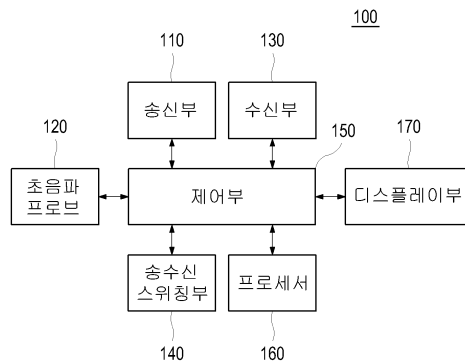 100
110
130
송신부
수신부
120
150
170
초음파
프로브
제어부
디스플레이부
송수신
스위칭부
프로세서
140
160